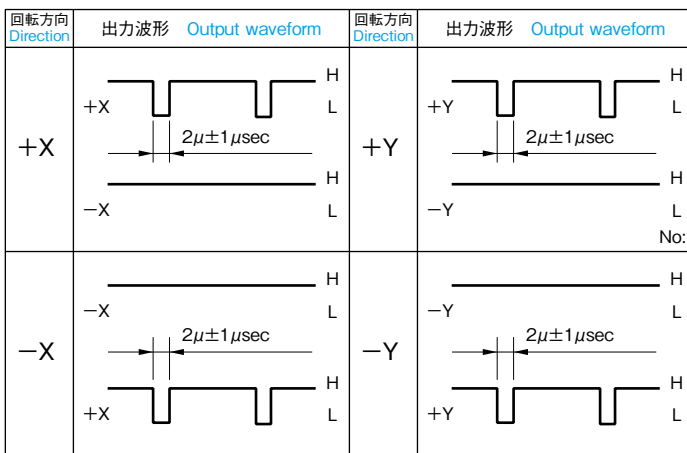 回転方向 出力波形 Output waveform 回転方向 出力波形 Output waveform
Direction Direction
H
+X L
2μ±1μsec
+X
H
−X L
H
+Y L
2μ±1μsec
+Y
H
−Y L
No:
H
−X L
2μ±1μsec
−X
H
+X L
H
−Y L
2μ±1μsec
−Y
H
+Y L